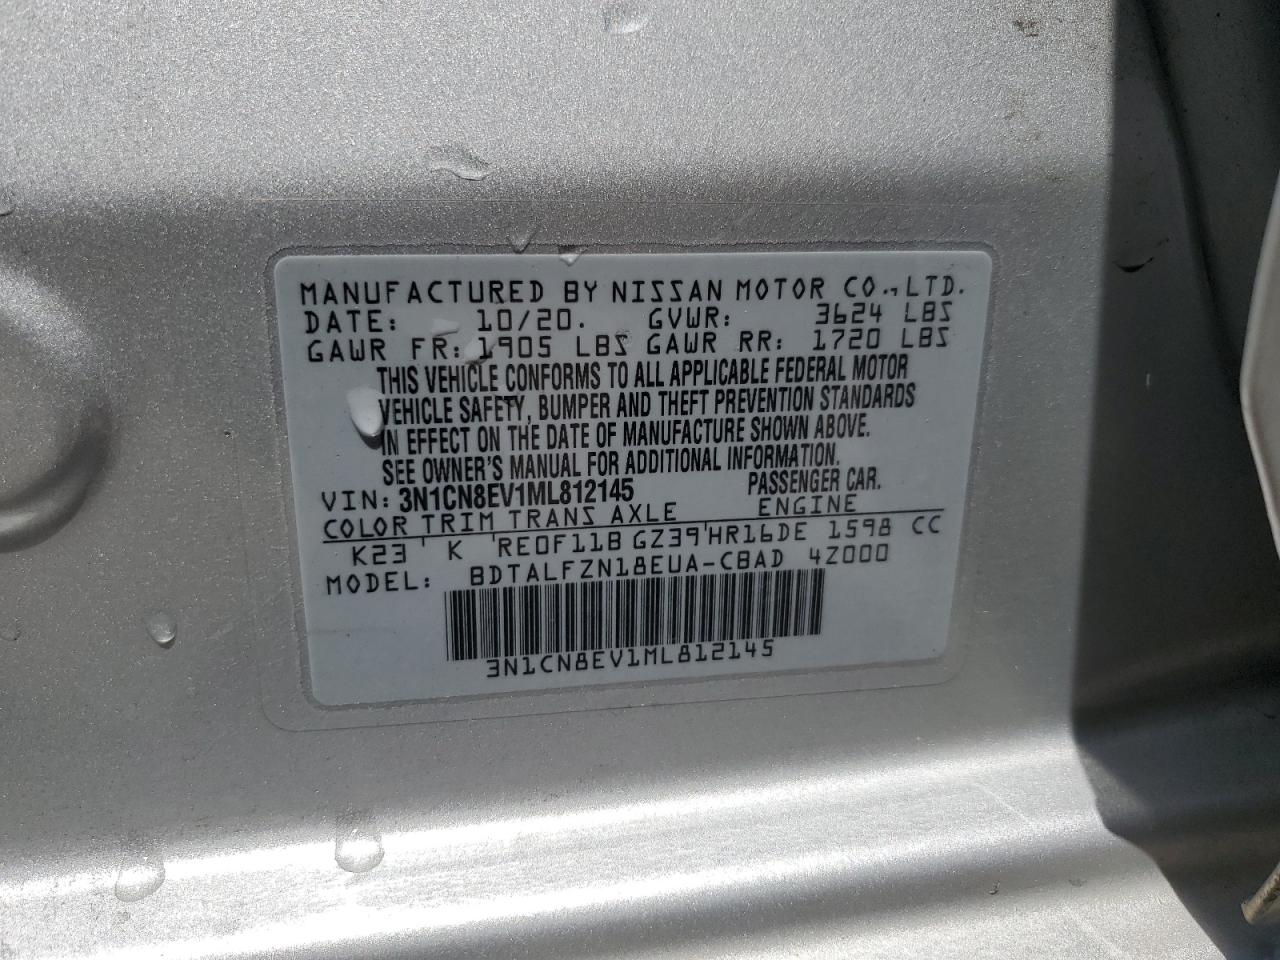 MANUFACTURED BY NISSAN MOTOR CO., LTD.
DATE: 10/20. GVWR: 3624 LBS
GAWR FR: 1905 LBS GAWR RR: 1720 LBS
THIS VEHICLE CONFORMS TO ALL APPLICABLE FEDERAL MOTOR
VEHICLE SAFETY, BUMPER AND THEFT PREVENTION STANDARDS
IN EFFECT ON THE DATE OF MANUFACTURE SHOWN ABOVE.
SEE OWNER'S MANUAL FOR ADDITIONAL INFORMATION.
VIN: 3N1CN8EV1ML812145 PASSENGER CAR.
COLOR TRIM TRANS AXLE ENGINE
K23 ' K 'RE0F11B GZ39'HR16DE 1598 CC
MODEL: BDTALFZN18EUA-CBAD 4Z000
3N1CN8EV1ML812145